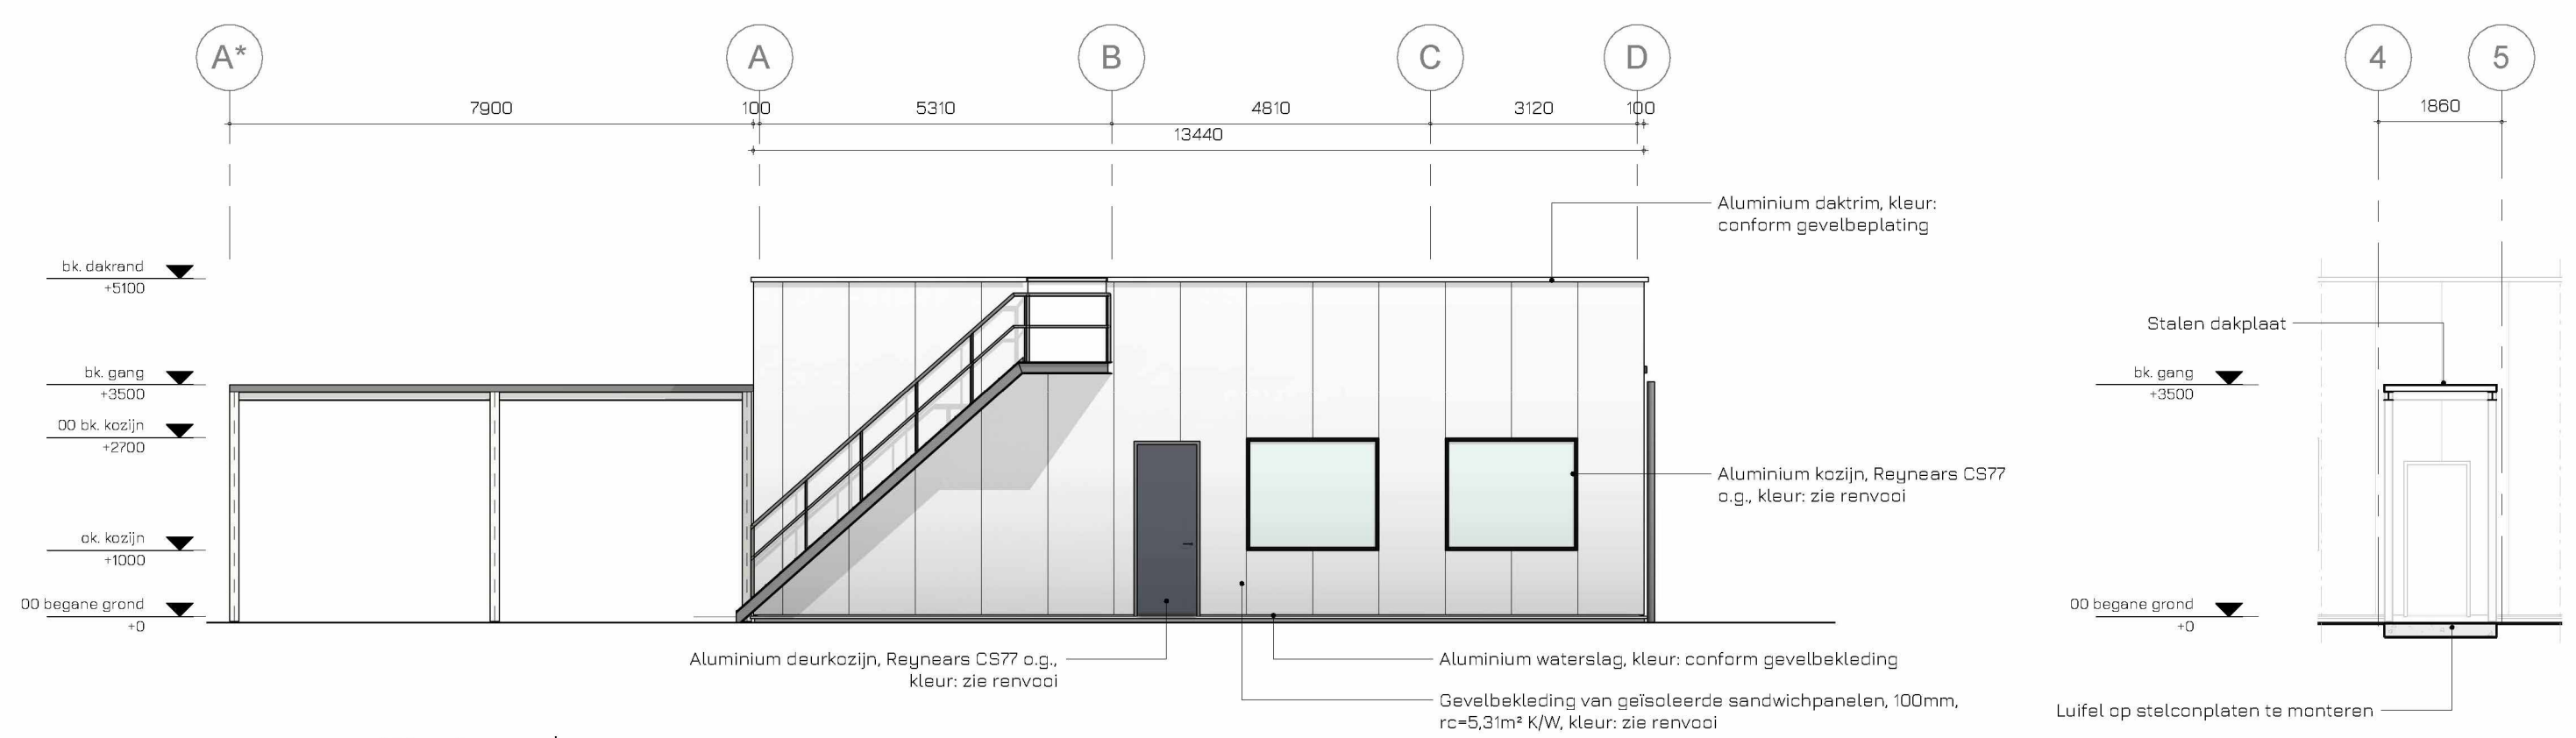 A* A B C D 4 5
7900 100 5310 4810 3120 100 1860
13440
Aluminium daktrim, kleur:
conform gevelbeplating
bk. dakrand
+5100
Stalen dakplaat
bk. gang
+3500
bk. gang
+3500
00 bk. kozijn
+2700
Aluminium kozijn, Reynears CS77
o.g., kleur: zie renvooi
ok. kozijn
+1000
00 begane grond
+0
00 begane grond
+0
Aluminium deurkozijn, Reynears CS77 o.g.,
kleur: zie renvooi
Aluminium waterslag, kleur: conform gevelbekleding
Gevelbekleding van geïsoleerde sandwichpanelen, 100mm,
rc=5,31m² K/W, kleur: zie renvooi
Luifel op stelconplaten te monteren